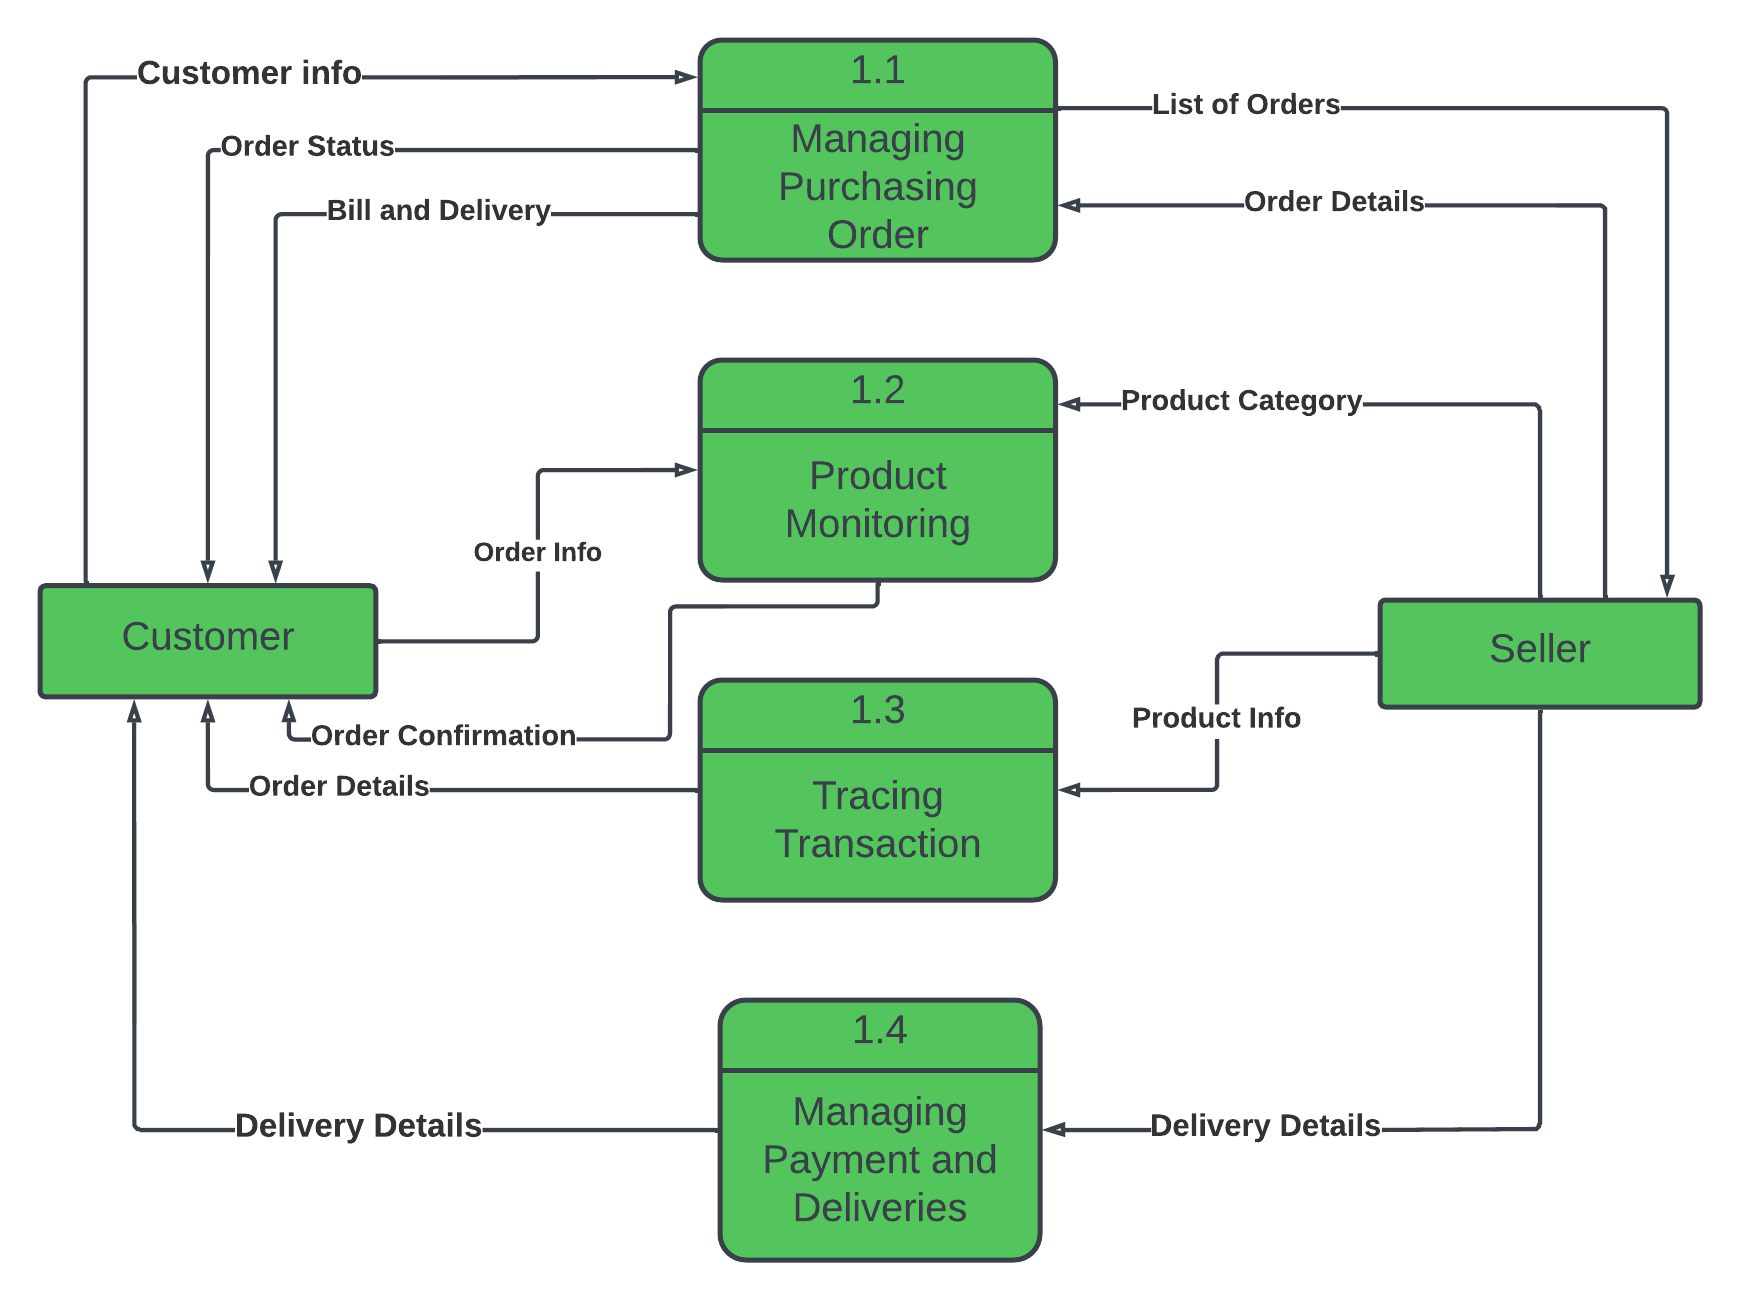 1.1
Customer info
List of Orders
Managing
Order Status
Purchasing
Order Details
Bill and Delivery
Order
1.2
Product Category
Product
Monitoring
Order Info
Customer
Seller
1.3
Product Info
Order Confirmation
Order Details
Tracing
Transaction
1.4
Managing
Delivery Details
Delivery Details
Payment and
Deliveries